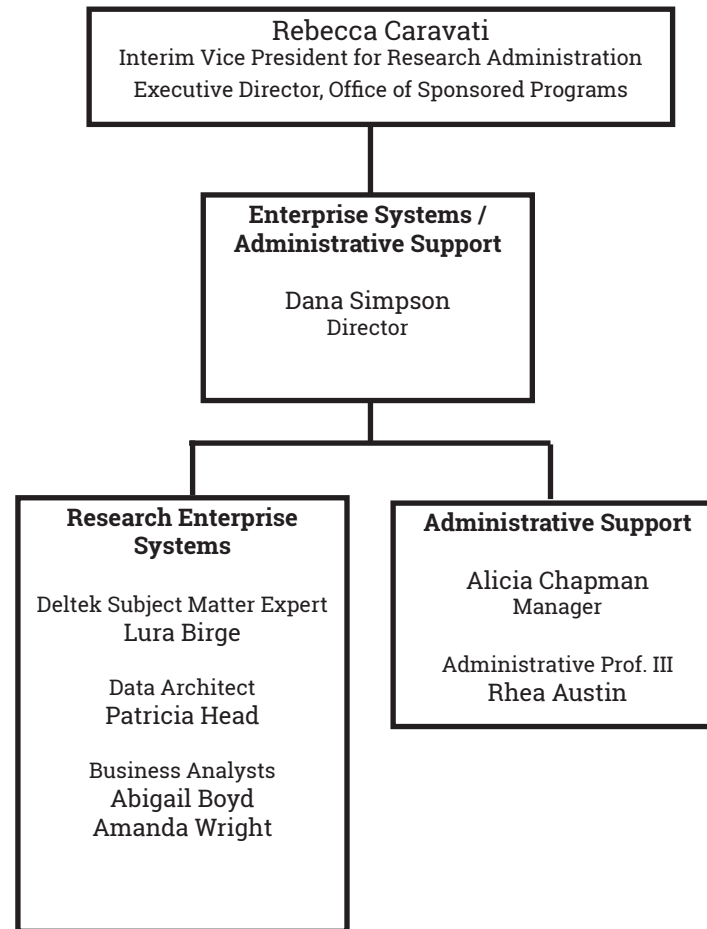 Rebecca Caravati
Interim Vice President for Research Administration
Executive Director, Office of Sponsored Programs
Enterprise Systems /
Administrative Support
Dana Simpson
Director
Research Enterprise
Systems
Deltek Subject Matter Expert
Lura Birge
Data Architect
Patricia Head
Business Analysts
Abigail Boyd
Amanda Wright
Administrative Support
Alicia Chapman
Manager
Administrative Prof. III
Rhea Austin